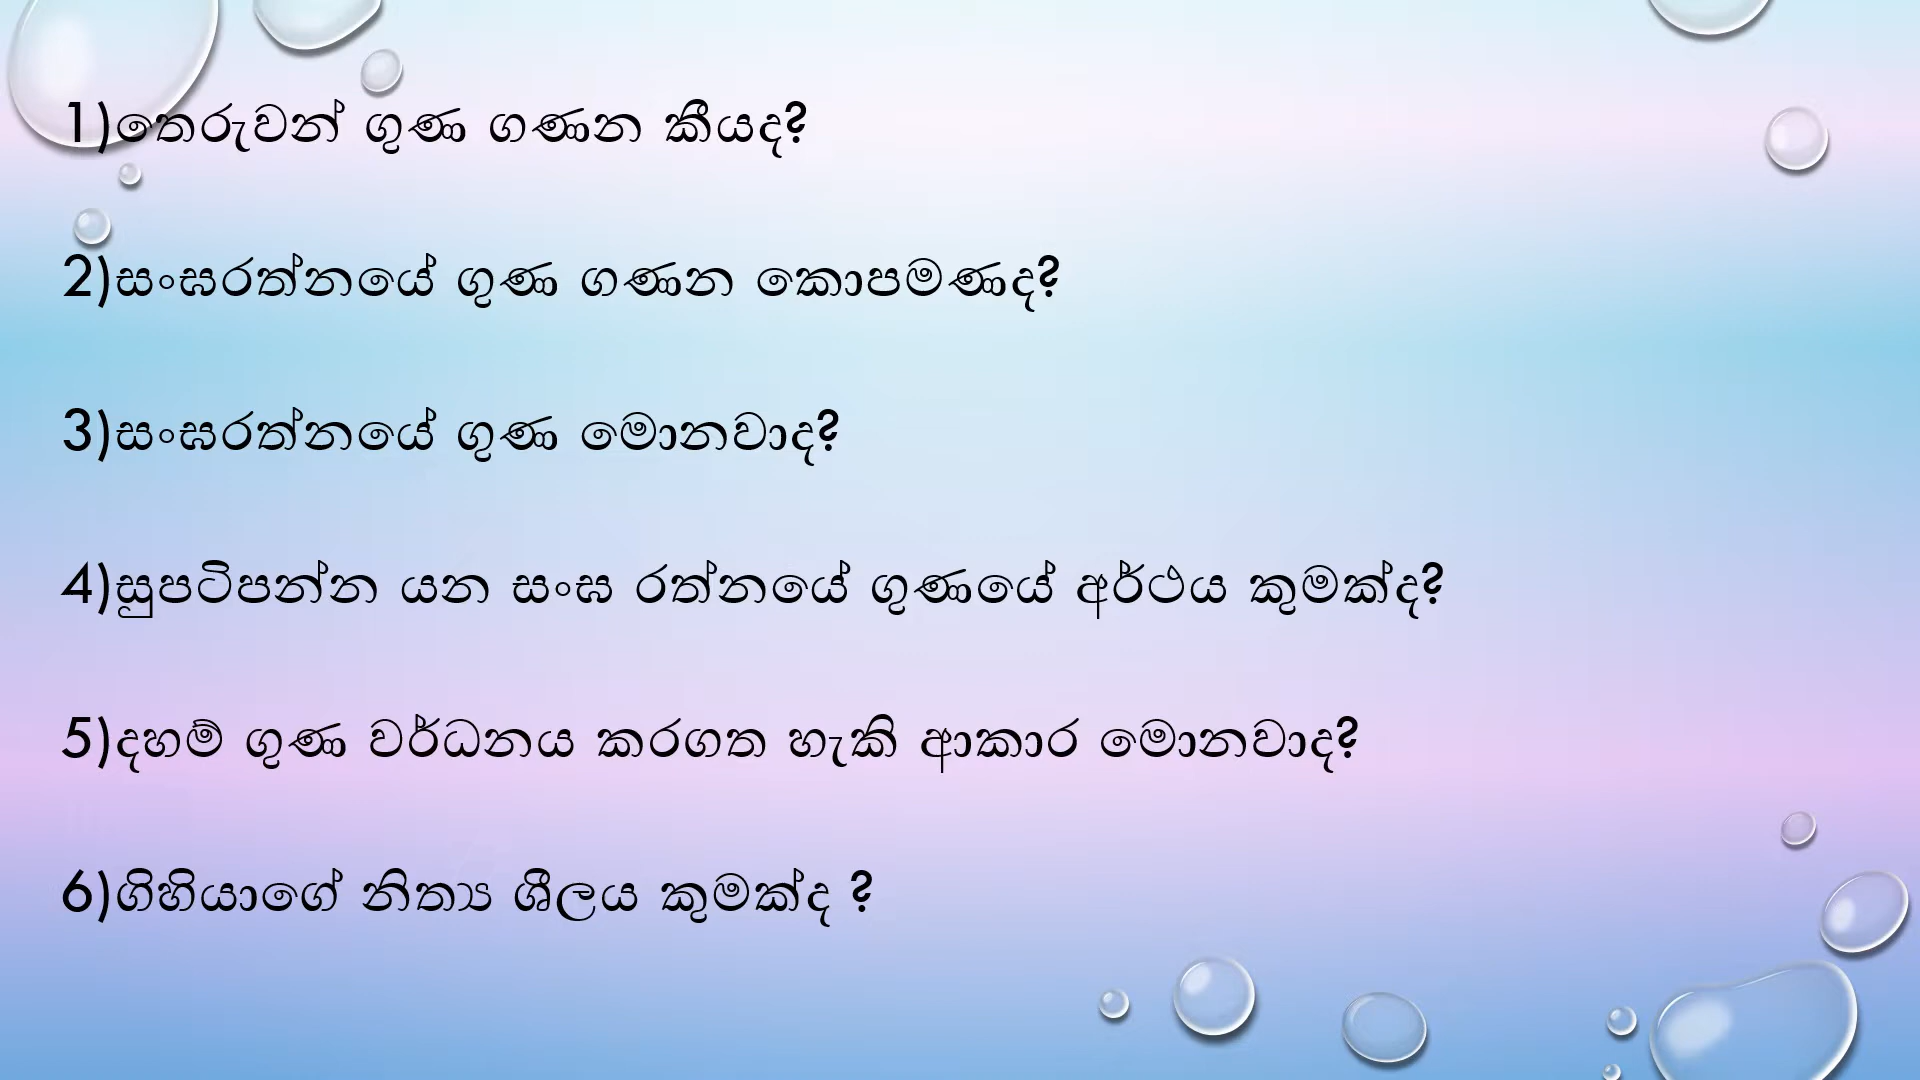 1)තෙරුවන් ගුණ ගණන කීයද?
2)සංඝරත්නයේ ගුණ ගණන කොපමණද?
3)සංඝරත්නයේ ගුණ මොනවාද?
4)සුපටිපන්න යන සංඝ රත්නයේ ගුණයේ අර්ථය කුමක්ද?
5)දහම් ගුණ වර්ධනය කරගත හැකි ආකාර මොනවාද?
6)ගිහියාගේ නිත්‍ය ශීලය කුමක්ද ?